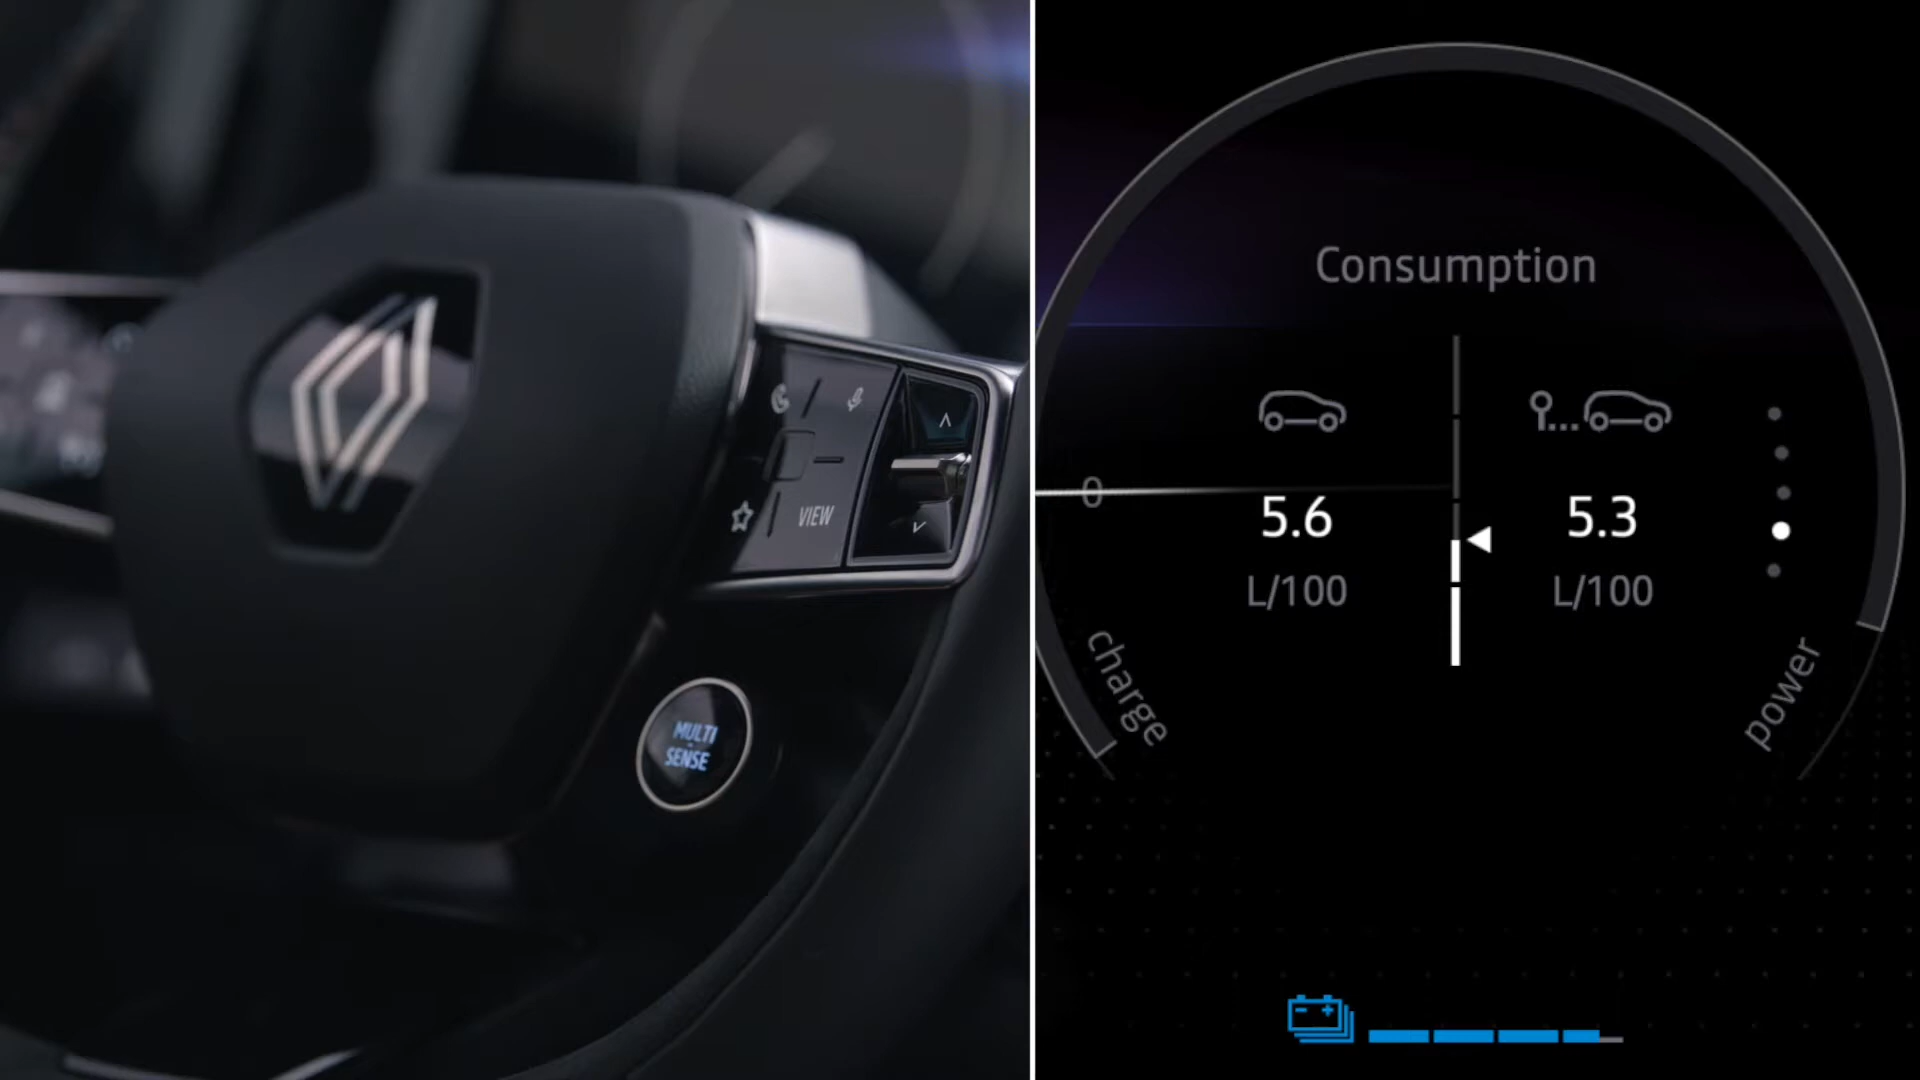 VIEW
MULTI
SENSE
Consumption
0
5.6
5.3
L/100
L/100
charge
power